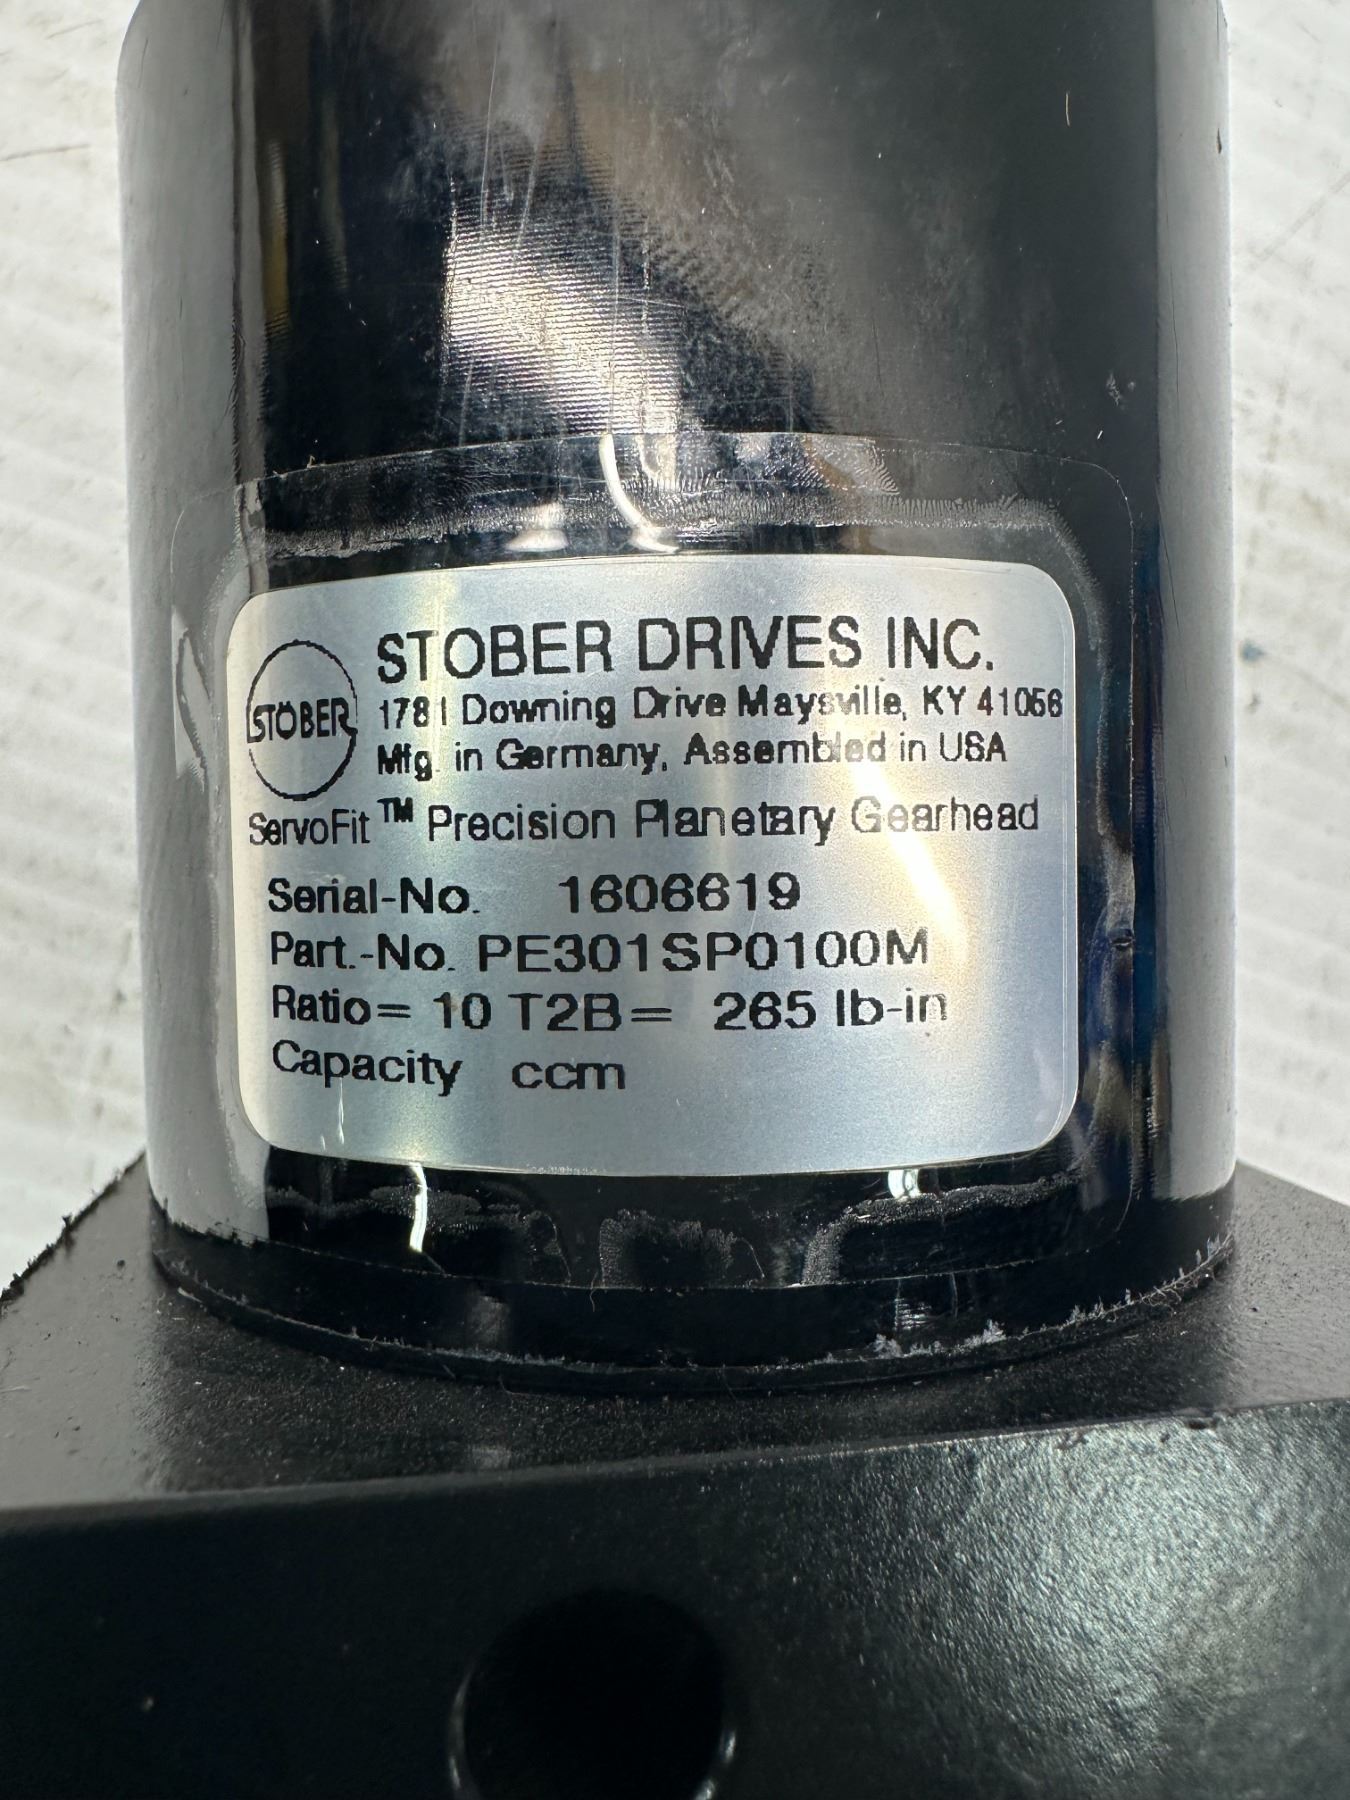 STOBER DRIVES INC.
STÖBER
1781 Downing Drive Maysville, KY 41056
Mfg. in Germany, Assembled in USA
ServoFit™ Precision Planetary Gearhead
Serial-No. 1606619
Part.-No. PE301SP0100M
Ratio= 10 T2B= 265 lb-in
Capacity ccm